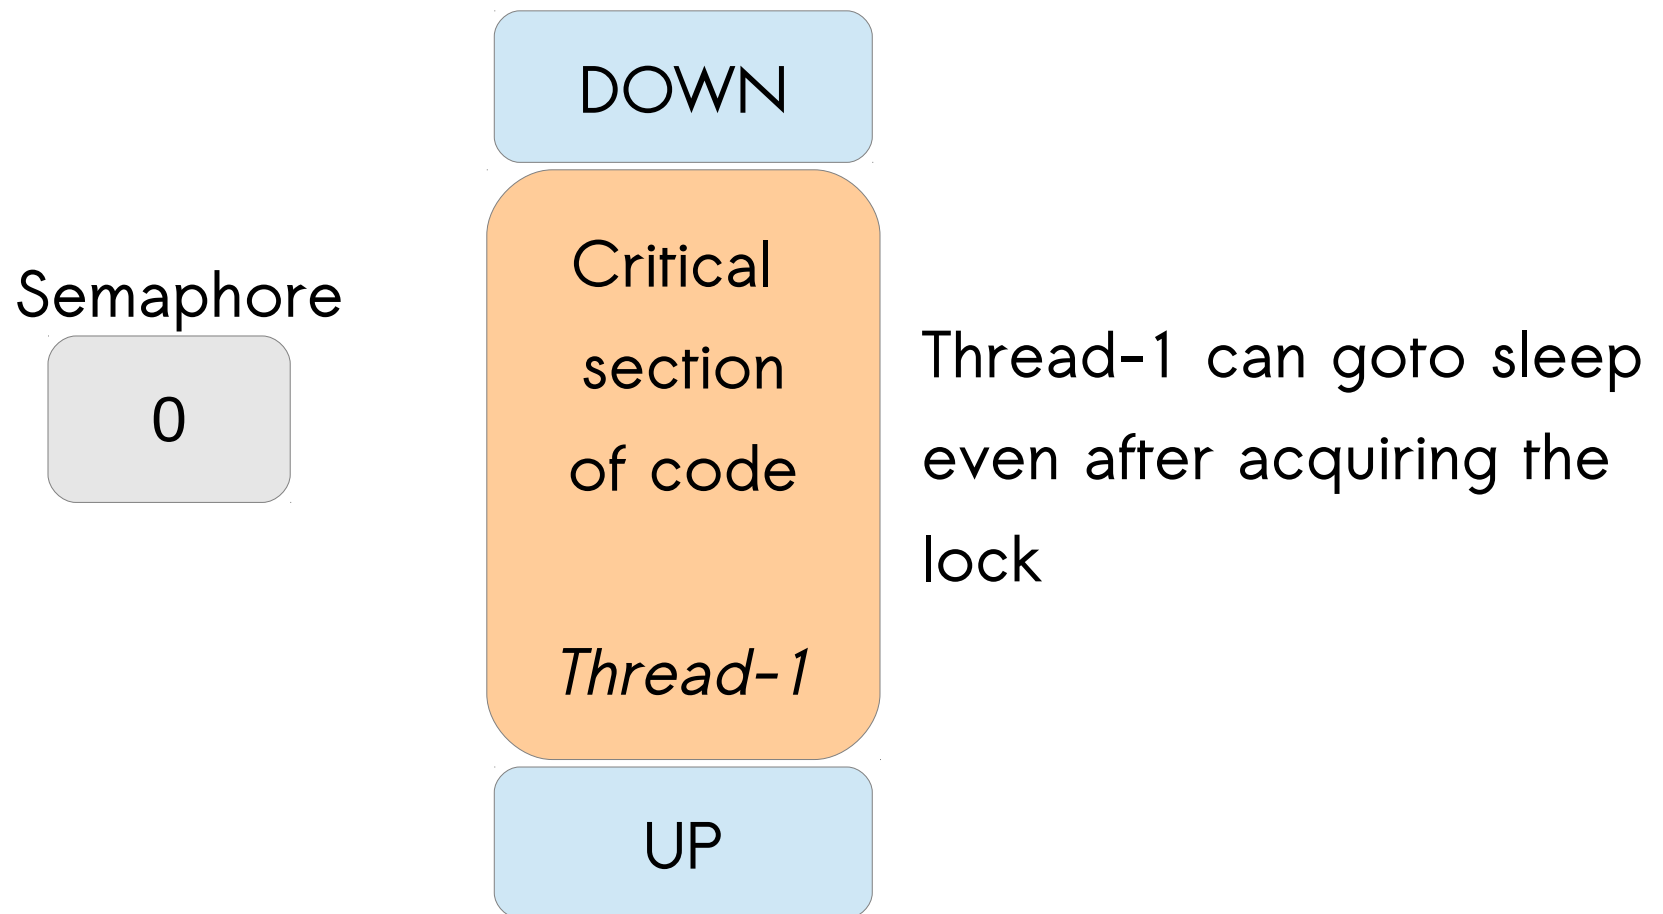 DOWN
Semaphore
0
Critical
section
of code
Thread-1
Thread-1 can goto sleep
even after acquiring the
lock
UP